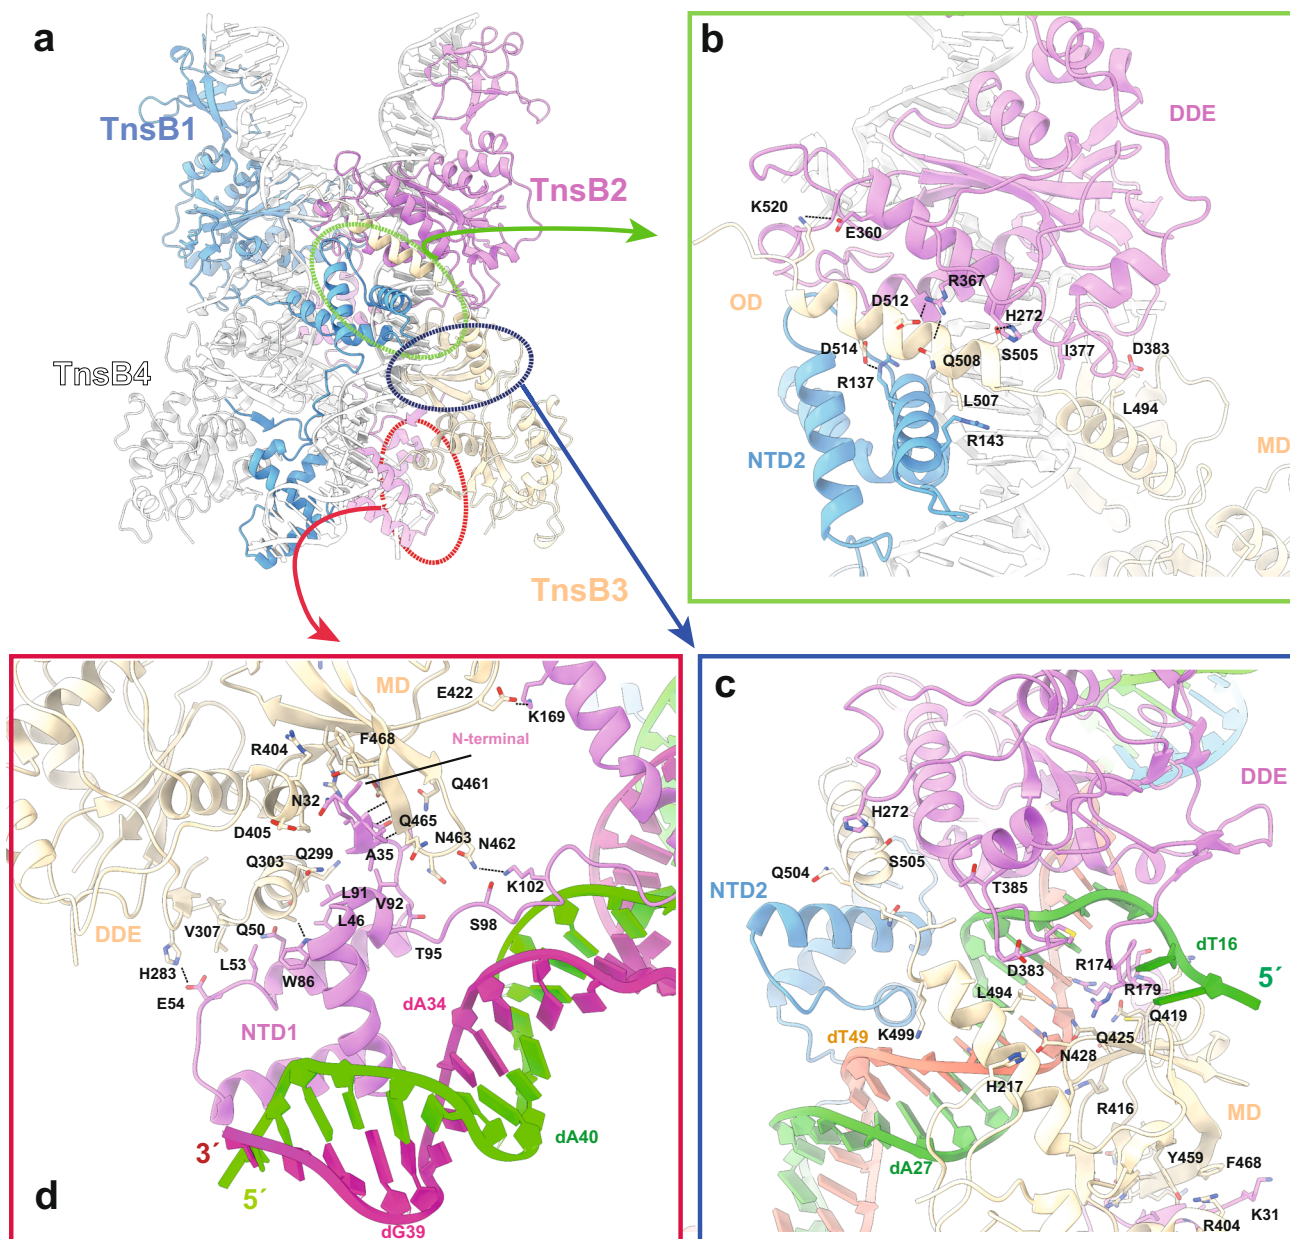 a
TnsB1
TnsB2
TnsB4
TnsB3
b
DDE
K520
E360
R367
OD
D512
H272
D514
S505
I377
D383
Q508
R137
L507
L494
R143
NTD2
MD
c
DDE
H272
S505
Q504
T385
NTD2
dT16
D383
R174
5´
R179
L494
Q419
K499
Q425
dT49
N428
H217
R416
MD
dA27
Y459
F468
K31
R404
MD
E422
K169
F468
N-terminal
R404
Q461
N32
Q465
D405
N463
N462
Q299
A35
Q303
K102
L91
V92
S98
V307
Q50
L46
DDE
T95
L53
H283
W86
E54
dA34
NTD1
dA40
3´
5´
d
dG39